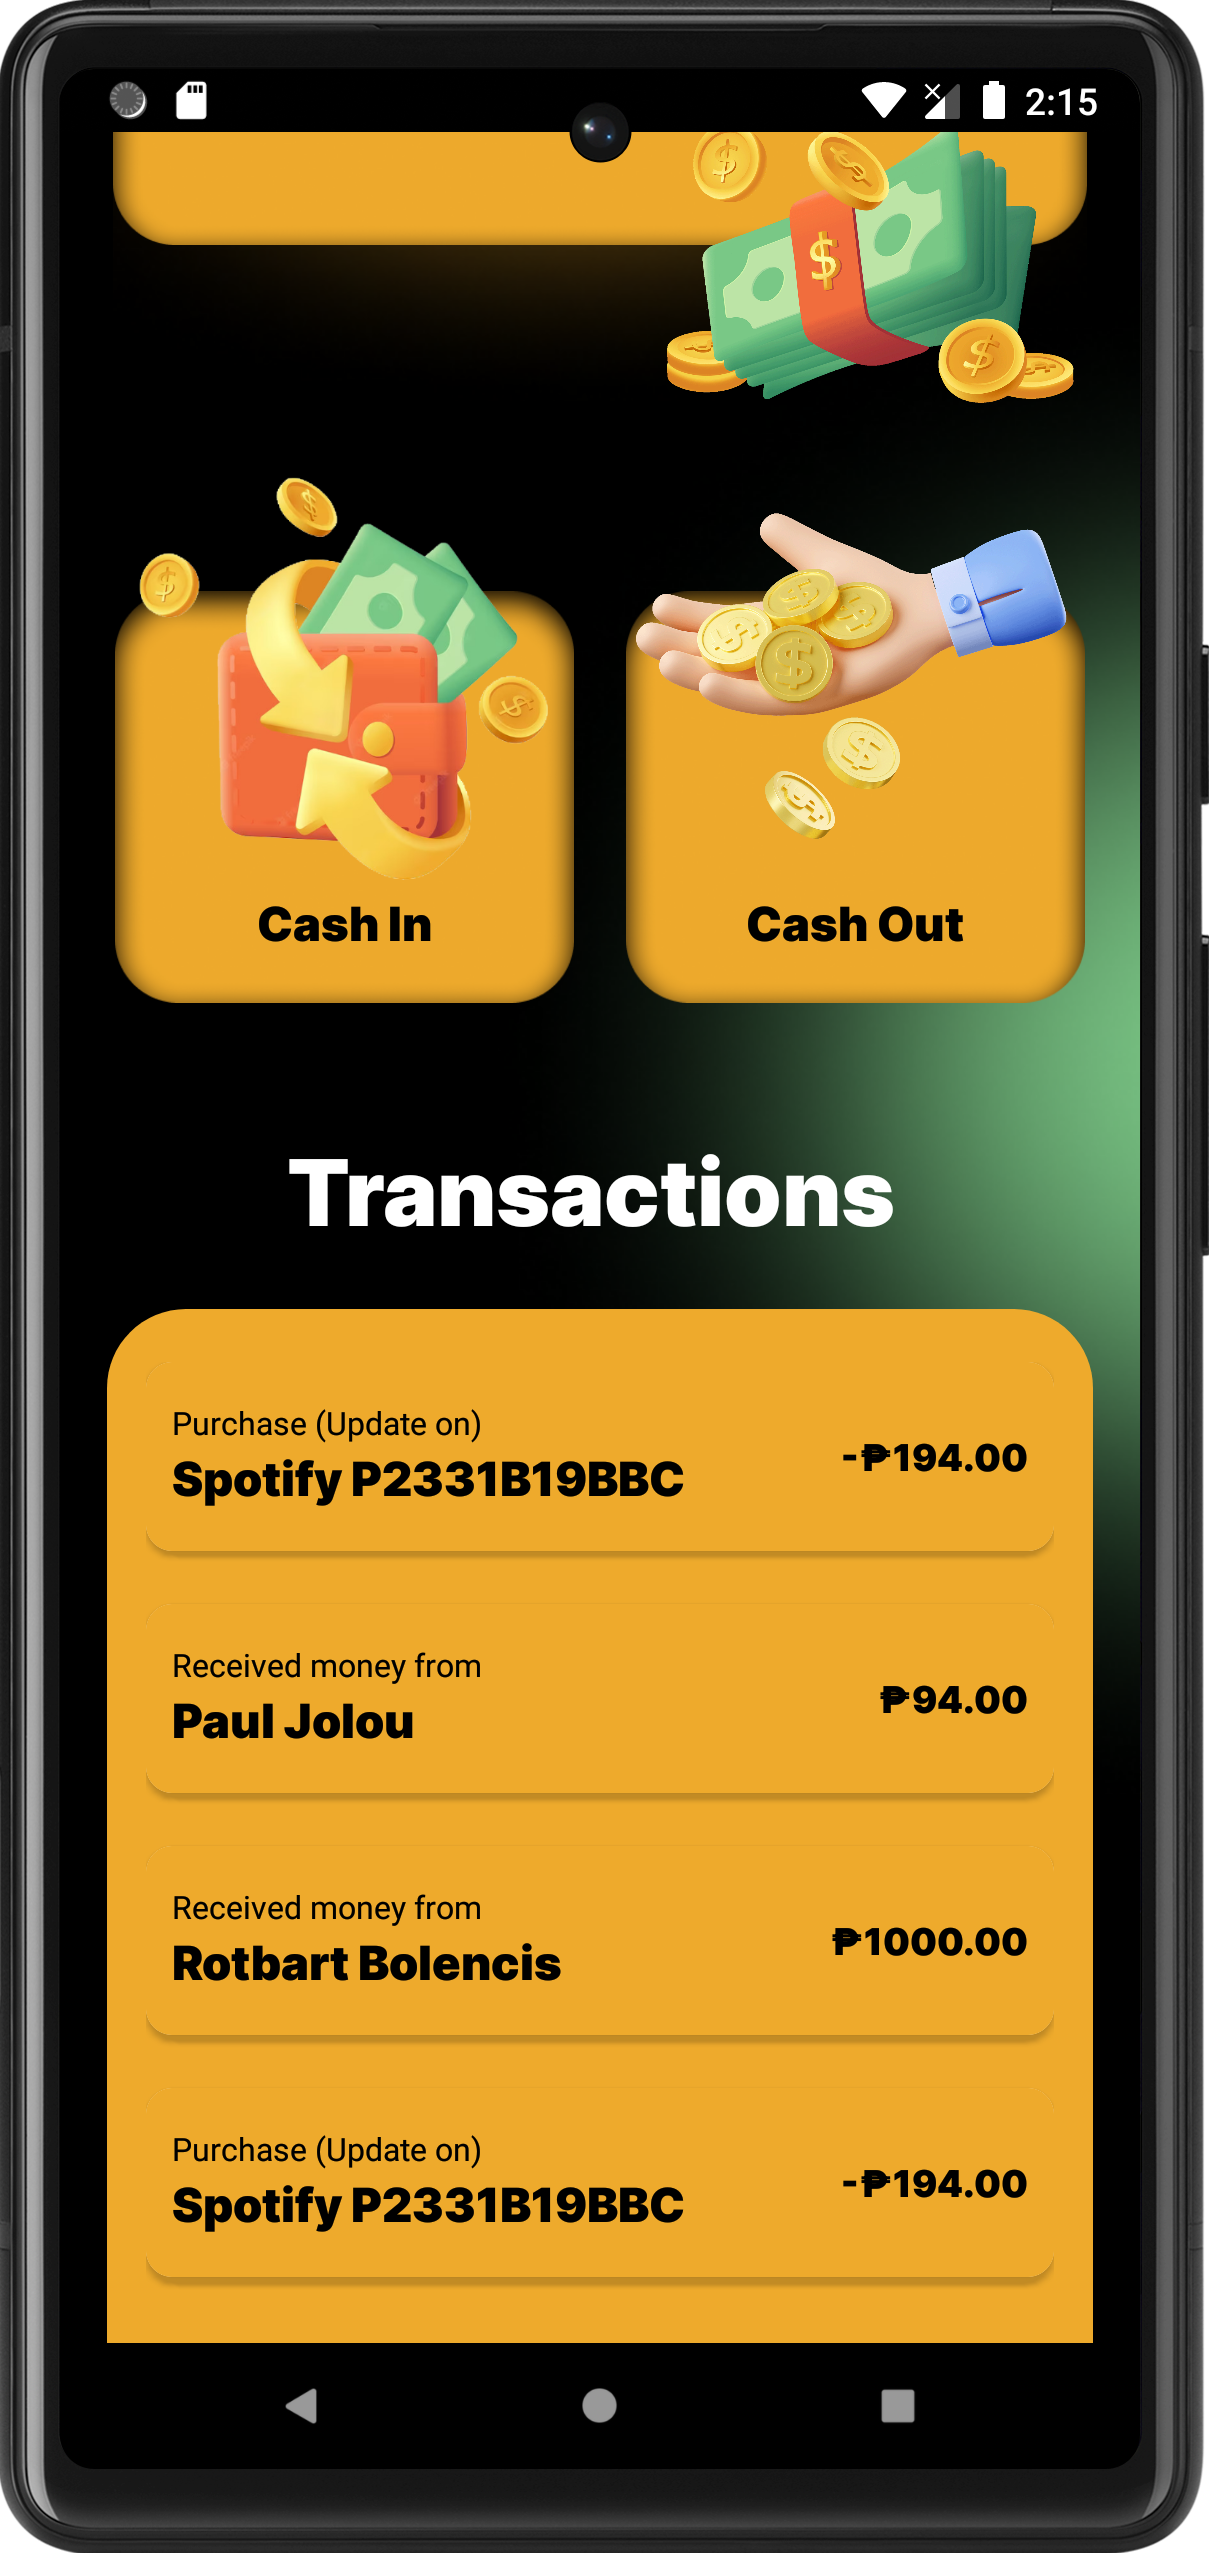 2:15
Cash In
Cash Out
Transactions
Purchase (Update on)
Spotify P2331B19BBC
-₱194.00
Received money from
Paul Jolou
₱94.00
Received money from
Rotbart Bolencis
₱1000.00
Purchase (Update on)
Spotify P2331B19BBC
-₱194.00